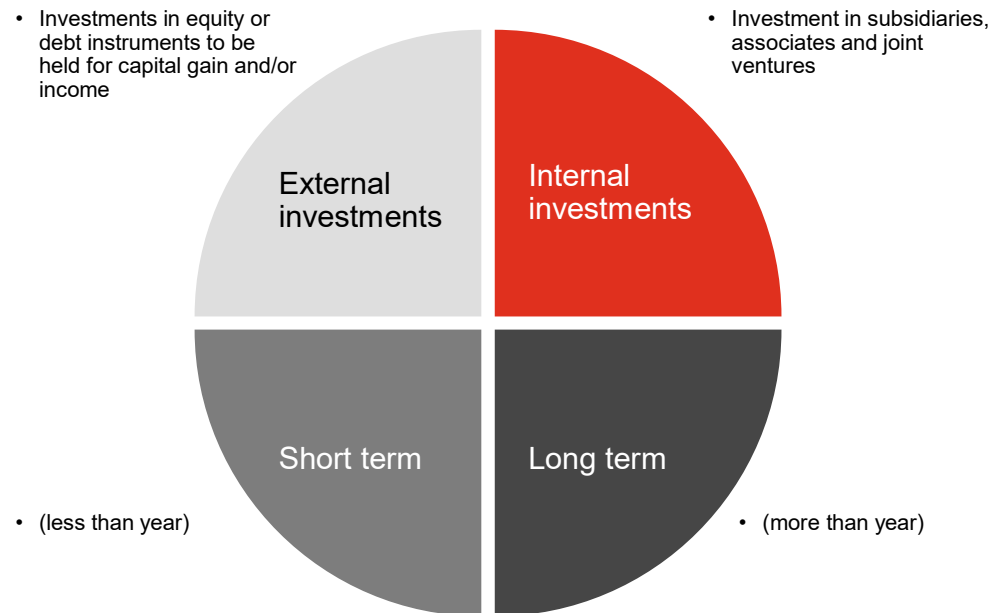 • Investments in equity or
debt instruments to be
held for capital gain and/or
income
• Investment in subsidiaries,
associates and joint
ventures
External
investments
Internal
investments
Short term
Long term
• (less than year)
• (more than year)